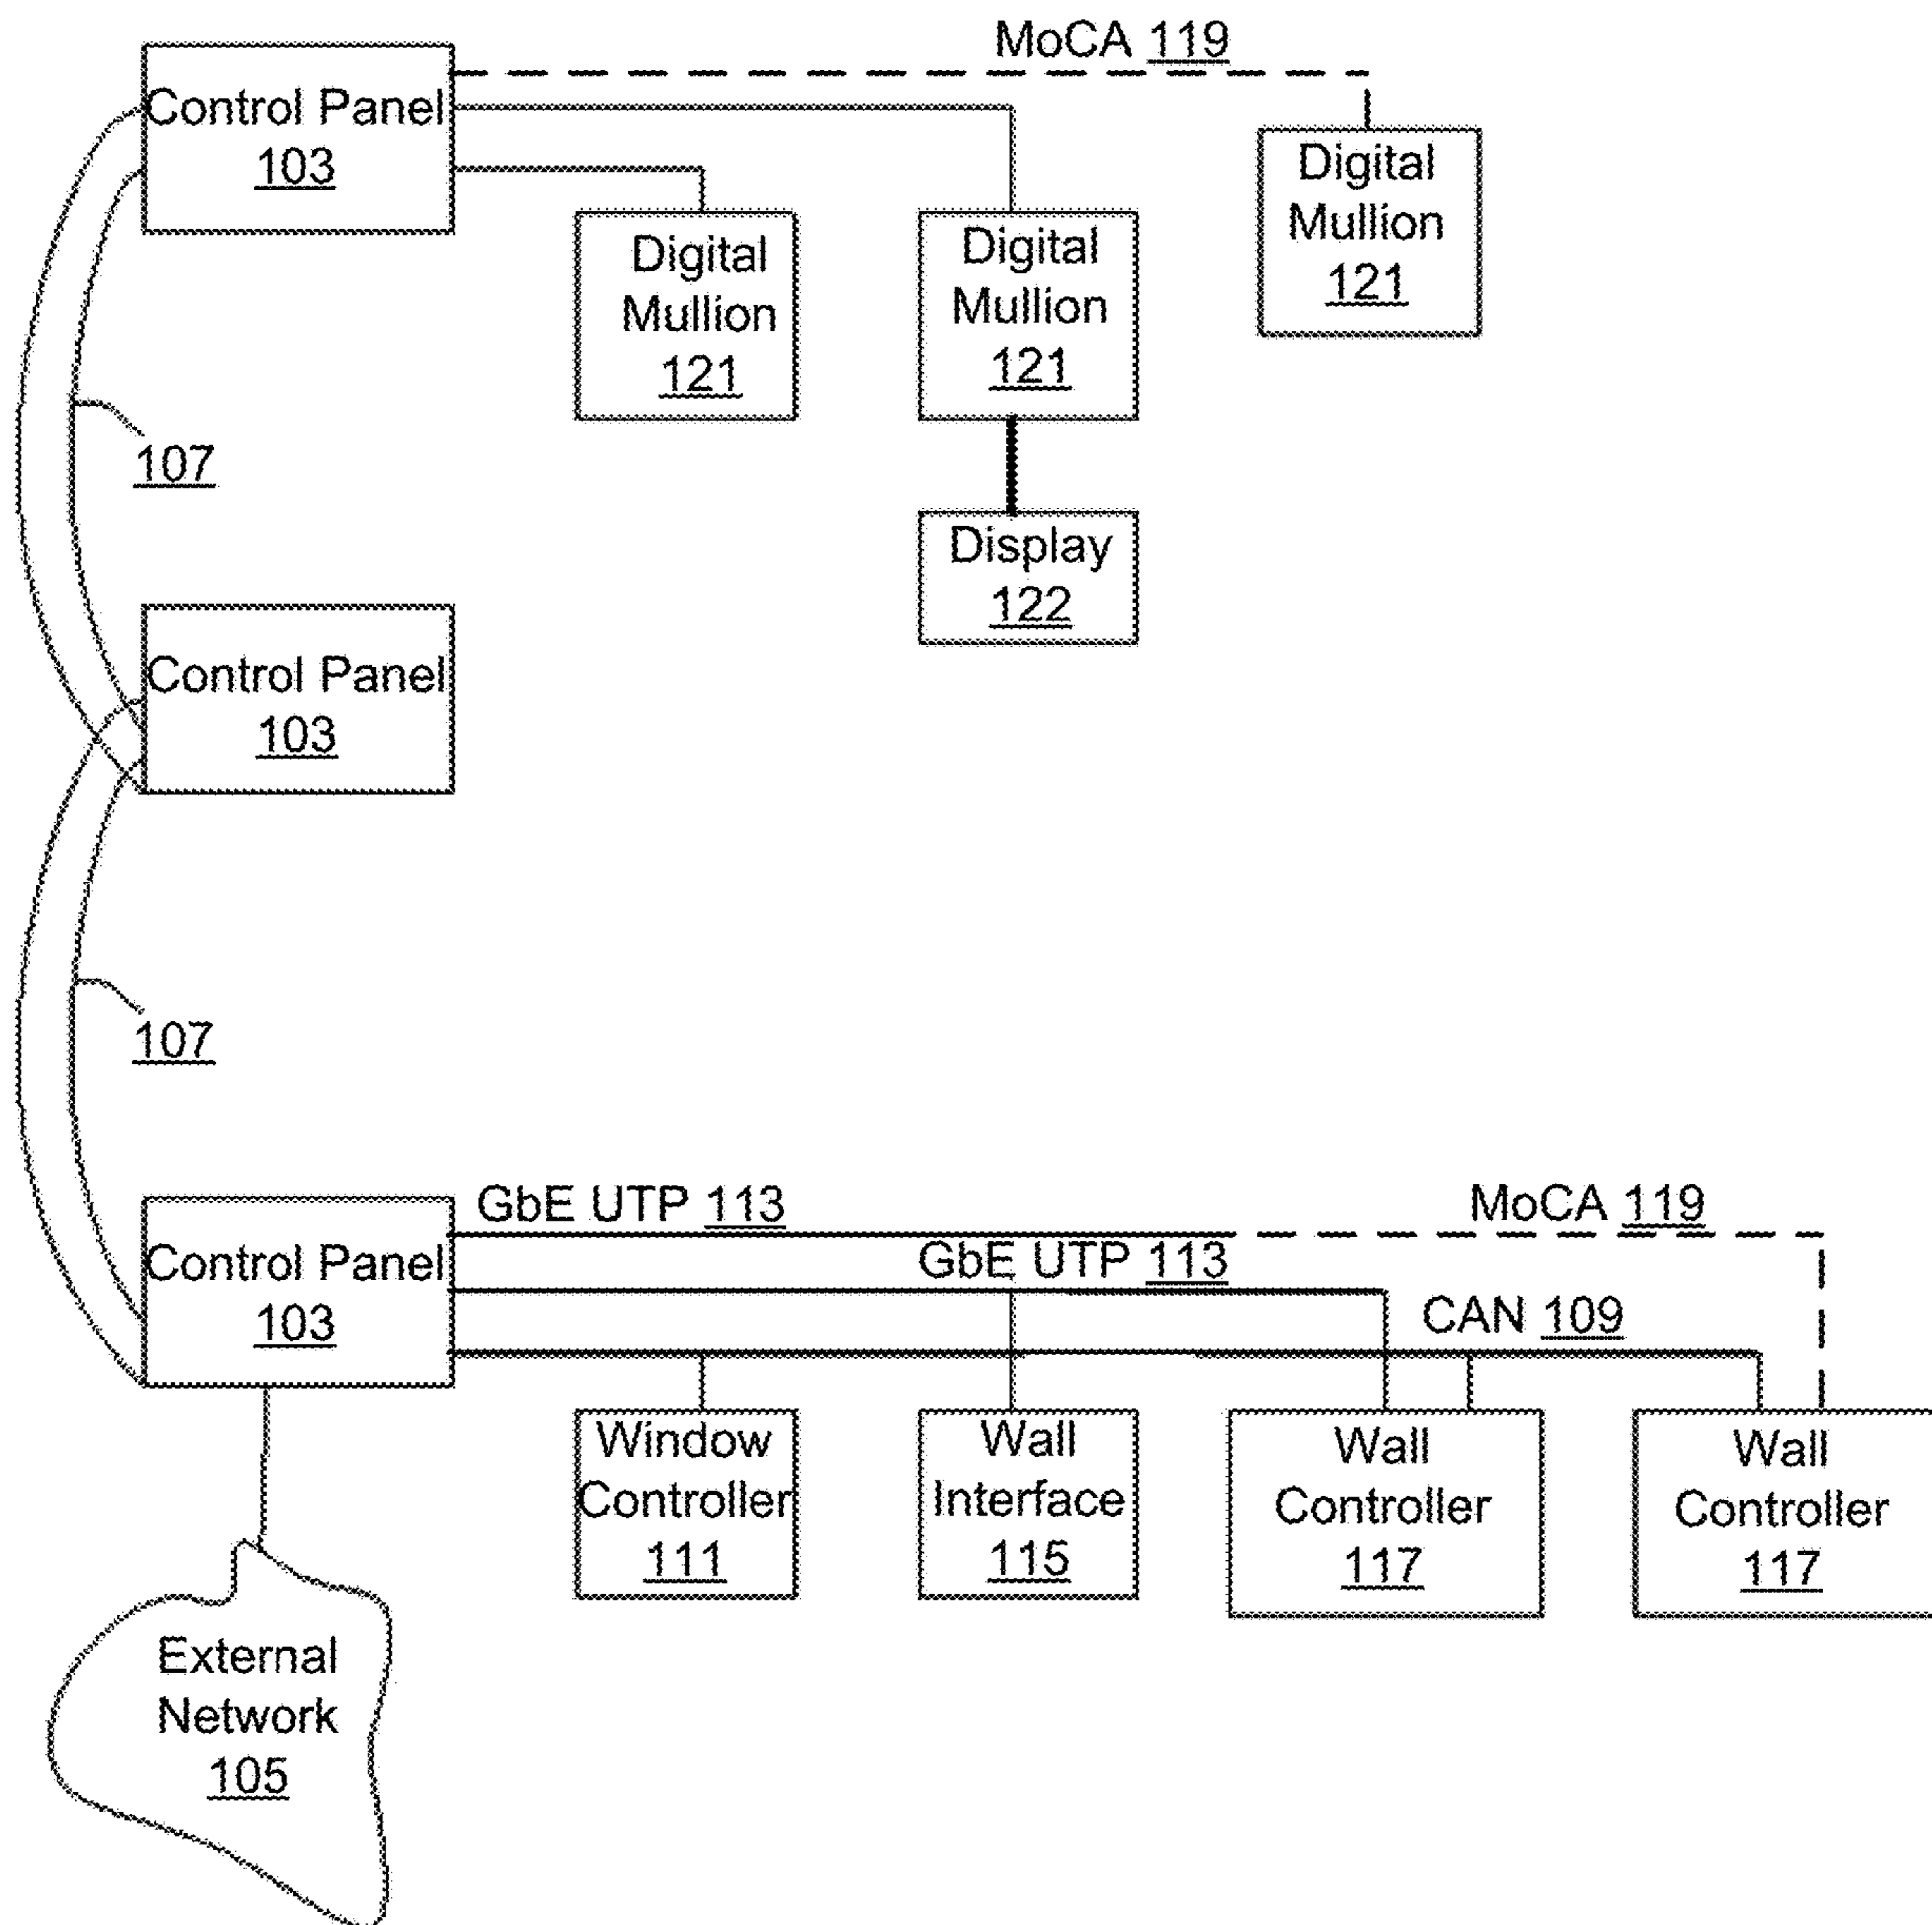 MoCA 119
Control Panel
103
Digital
Mullion
121
Digital
Mullion
121
Digital
Mullion
121
107
Display
122
Control Panel
103
107
GbE UTP 113
MoCA 119
Control Panel
103
GbE UTP 113
CAN 109
Window
Controller
111
Wall
Interface
115
Wall
Controller
117
Wall
Controller
117
External
Network
105